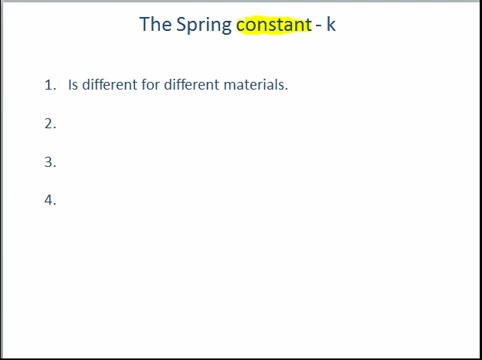 The Spring constant - k
1. Is different for different materials.
2.
3.
4.